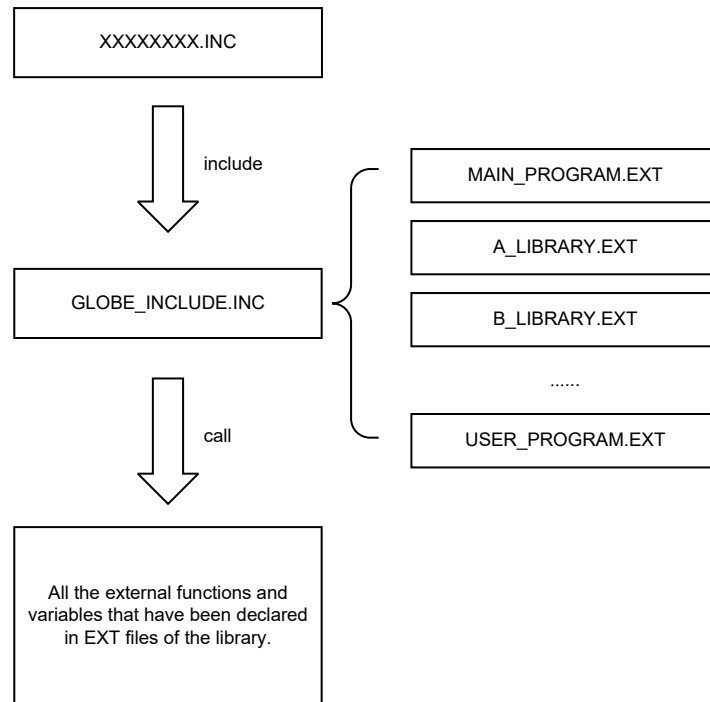 XXXXXXXX.INC
include
MAIN_PROGRAM.EXT
A_LIBRARY.EXT
GLOBE_INCLUDE.INC
B_LIBRARY.EXT
......
call
USER_PROGRAM.EXT
All the external functions and
variables that have been declared
in EXT files of the library.